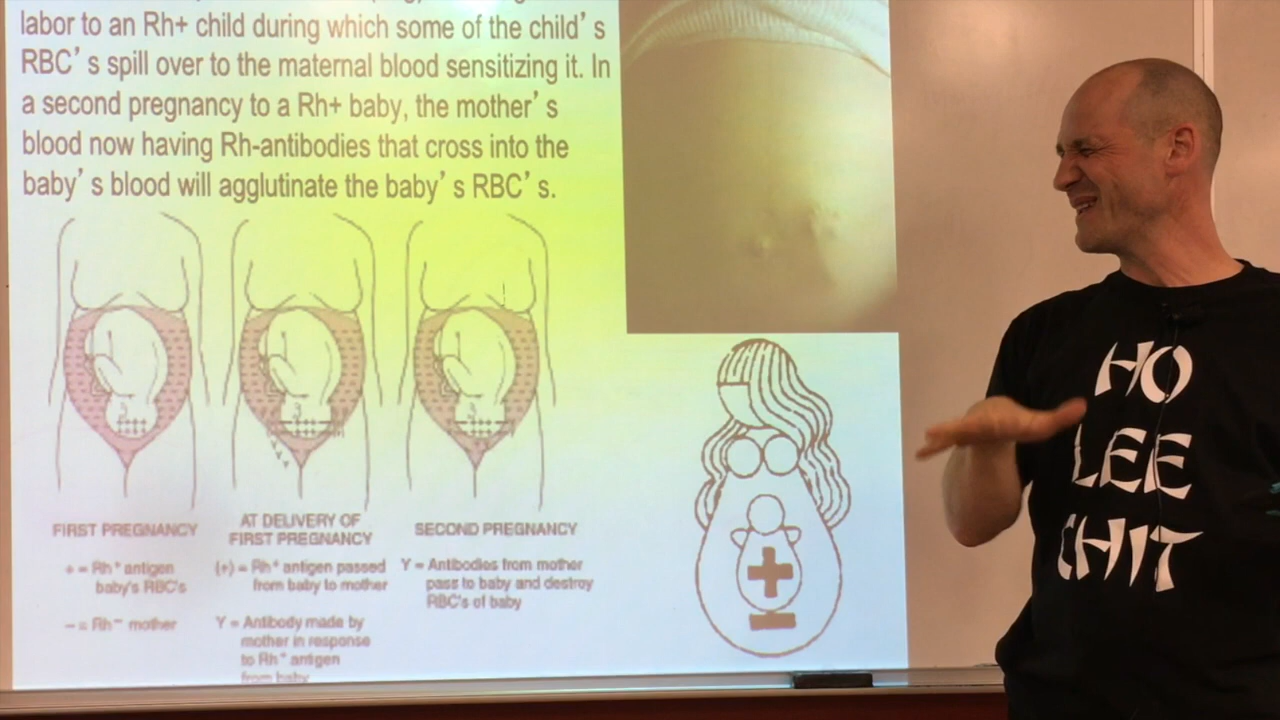 labor to an Rh+ child during which some of the child's
RBC's spill over to the maternal blood sensitizing it. In
a second pregnancy to a Rh+ baby, the mother's
blood now having Rh-antibodies that cross into the
baby's blood will agglutinate the baby's RBC's.
FIRST PREGNANCY
+ = Rh⁺ antigen
baby's RBC's
− = Rh⁻ mother
AT DELIVERY OF
FIRST PREGNANCY
(+) = Rh⁺ antigen passed
from baby to mother
Y = Antibody made by
mother in response
to Rh⁺ antigen
from baby
SECOND PREGNANCY
Y = Antibodies from mother
pass to baby and destroy
RBC's of baby
HO
LEE
CHIT